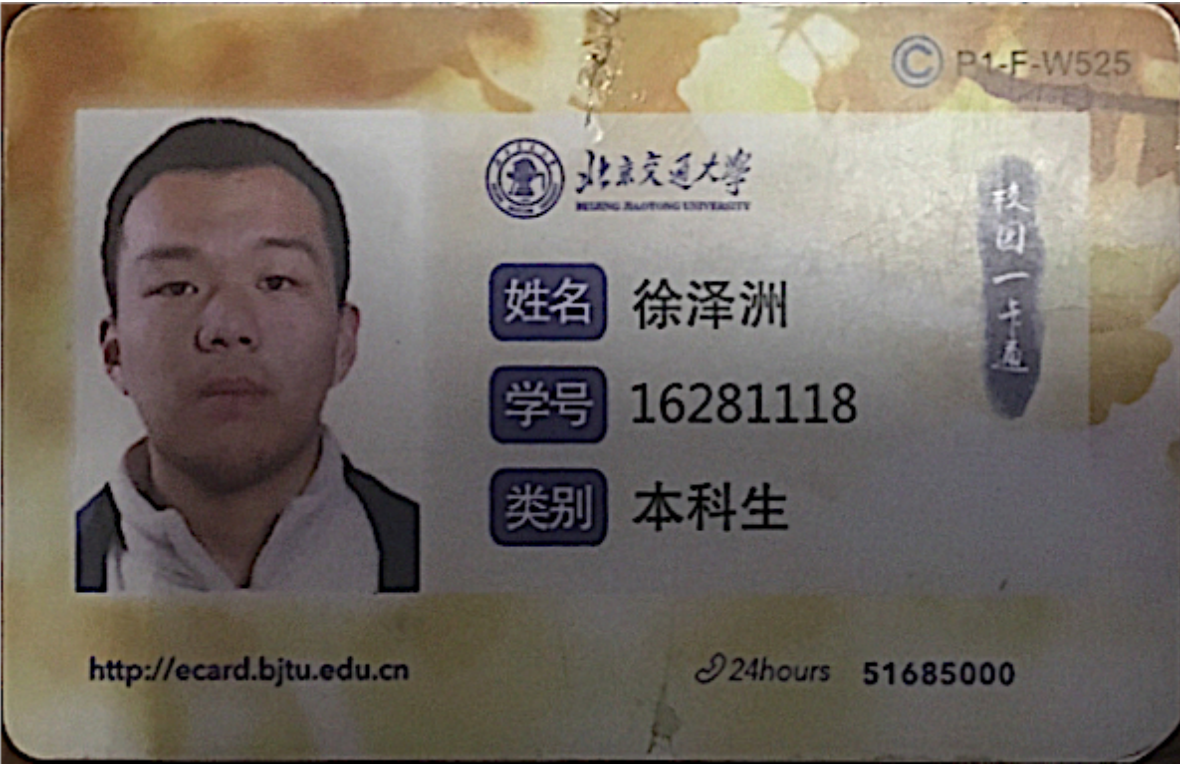 © P1-F-W525
北京交通大學
BEIJING JIAOTONG UNIVERSITY
校园一卡通
姓名 徐泽洲
学号 16281118
类别 本科生
http://ecard.bjtu.edu.cn
24hours 51685000